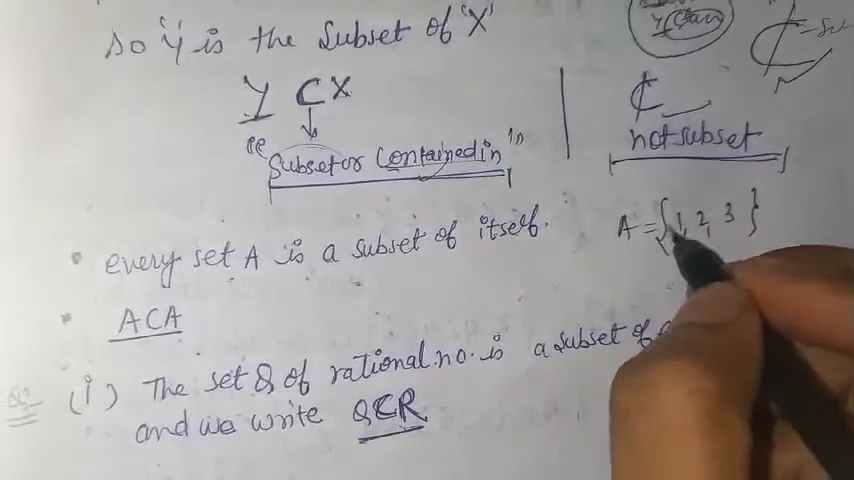 so 'y' is the Subset of 'X'
Y ⊂ X
⊄
not subset
"Subset or Contained in"
A = {1, 2, 3}
• every set A is a subset of itself.
• A⊂A
(i) The set Q of rational no. is a subset of
and we write Q⊂R